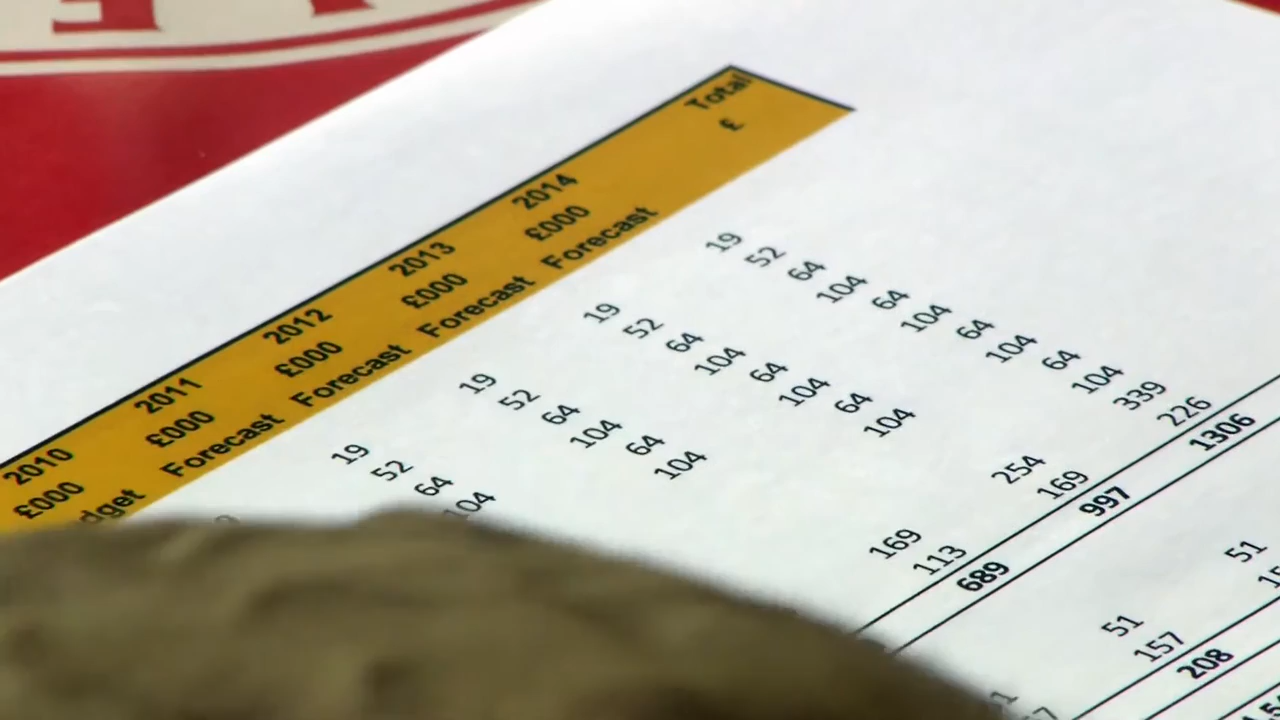 2010 2011 2012 2013 2014 Total
£000 £000 £000 £000 £000 £
dget Forecast Forecast Forecast Forecast
19 19 19 19
52 52 52 52
64 64 64 64
104 104 104 104
64 64 64
104 104 104
64 64
104 104
64
104
169 254 339
113 169 226
689 997 1306
51 51
157
208